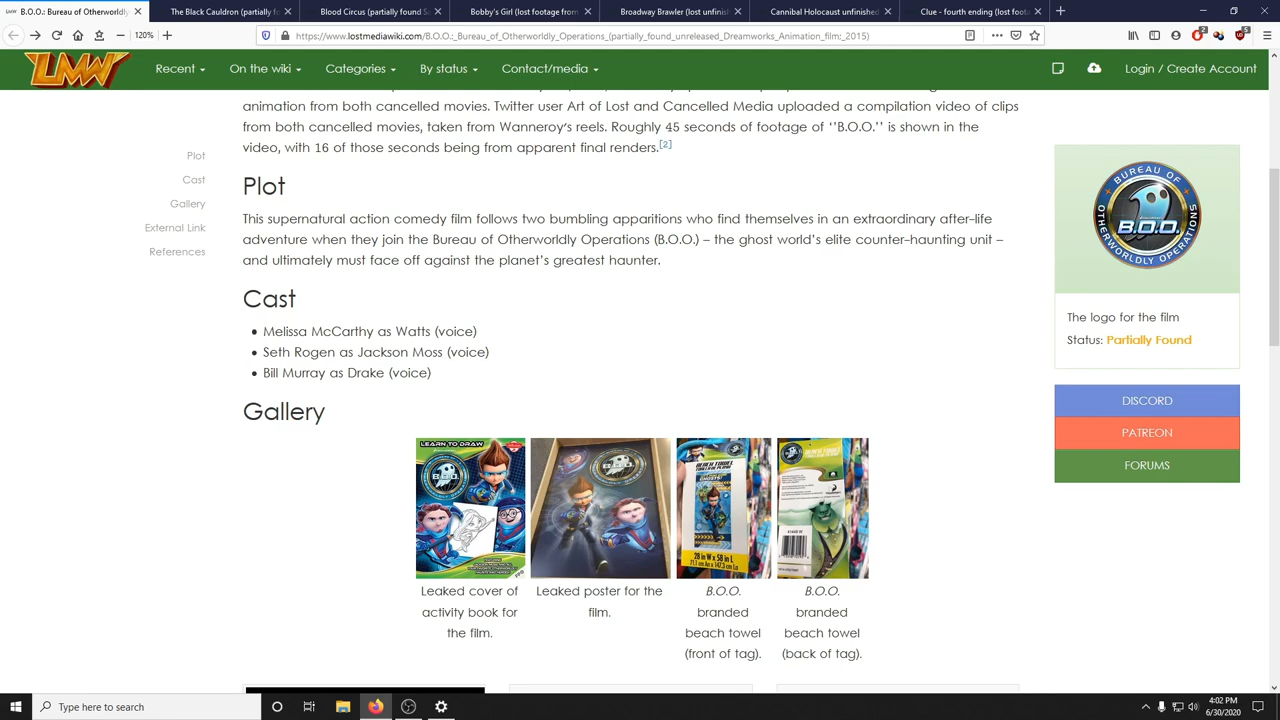 B.O.O.: Bureau of Otherworldly
The Black Cauldron (partially f
Blood Circus (partially found Sa
Bobby's Girl (lost footage from
Broadway Brawler (lost unfinis
Cannibal Holocaust unfinished
Clue - fourth ending (lost foota
120%
https://www.lostmediawiki.com/B.O.O.:_Bureau_of_Otherworldly_Operations_(partially_found_unreleased_Dreamworks_Animation_film;_2015)
LMW
Recent
On the wiki
Categories
By status
Contact/media
Login / Create Account
animation from both cancelled movies. Twitter user Art of Lost and Cancelled Media uploaded a compilation video of clips
from both cancelled movies, taken from Wanneroy's reels. Roughly 45 seconds of footage of ''B.O.O.'' is shown in the
video, with 16 of those seconds being from apparent final renders.[2]
Plot
Cast
Gallery
External Link
References
Plot
This supernatural action comedy film follows two bumbling apparitions who find themselves in an extraordinary after-life
adventure when they join the Bureau of Otherworldly Operations (B.O.O.) – the ghost world's elite counter-haunting unit –
and ultimately must face off against the planet's greatest haunter.
Cast
Melissa McCarthy as Watts (voice)
Seth Rogen as Jackson Moss (voice)
Bill Murray as Drake (voice)
Gallery
BUREAU OF
B.O.O.
OTHERWORLDLY OPERATIONS
The logo for the film
Status: Partially Found
DISCORD
PATREON
FORUMS
LEARN TO DRAW
B.O.O.
B.O.O.
28 in W x 58 in L
Leaked cover of
activity book for
the film.
Leaked poster for the
film.
B.O.O.
branded
beach towel
(front of tag).
B.O.O.
branded
beach towel
(back of tag).
Type here to search
4:02 PM
6/30/2020